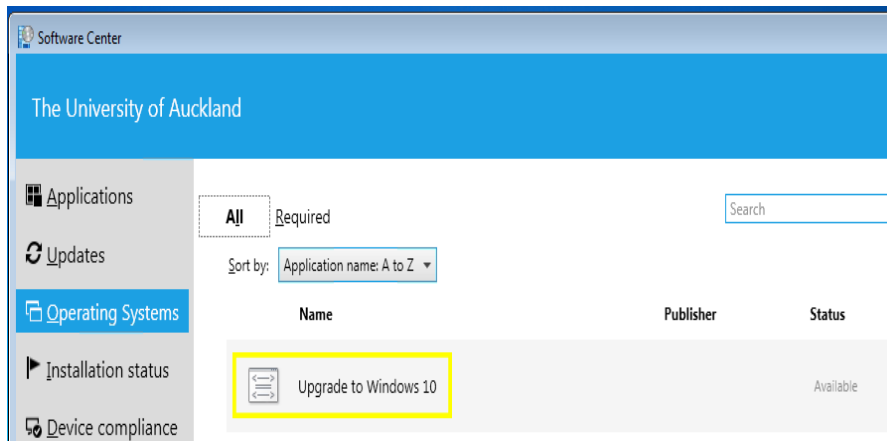 Software Center
The University of Auckland
Applications
Updates
Operating Systems
Installation status
Device compliance
All Required
Search
Sort by: Application name: A to Z
Name Publisher Status
Upgrade to Windows 10 Available